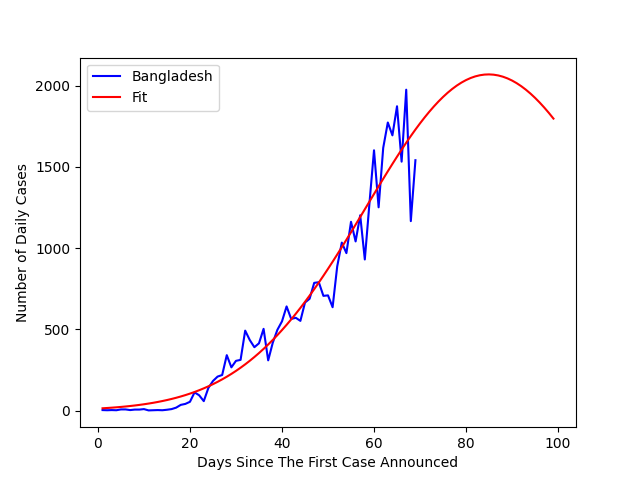 Bangladesh
Fit
Number of Daily Cases
2000
1500
1000
500
0
0 20 40 60 80 100
Days Since The First Case Announced